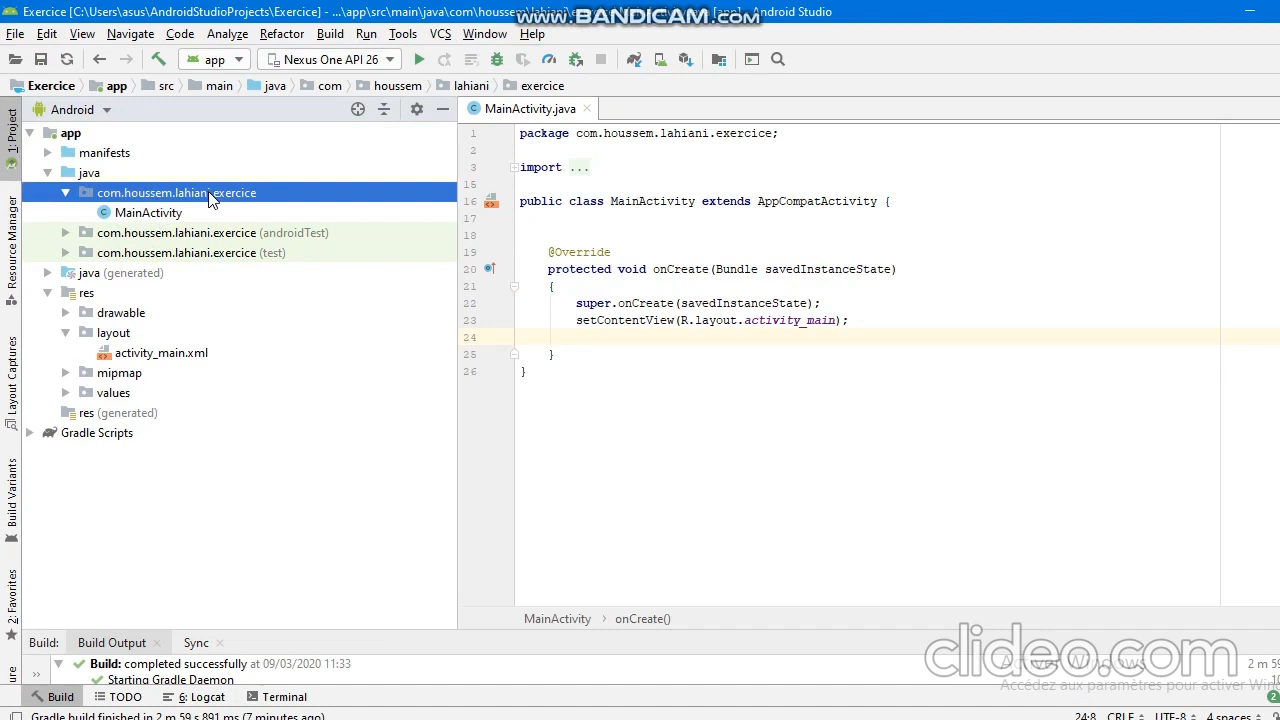 Exercice [C:\Users\asus\AndroidStudioProjects\Exercice] - ...\app\src\main\java\com\houssem\lahiani\
[app] - Android Studio
www.BANDICAM.com
File Edit View Navigate Code Analyze Refactor Build Run Tools VCS Window Help
app Nexus One API 26
Exercice app src main java com houssem lahiani exercice
Android
MainActivity.java
1: Project
Resource Manager
Layout Captures
Build Variants
2: Favorites
app
manifests
java
com.houssem.lahiani.exercice
MainActivity
com.houssem.lahiani.exercice (androidTest)
com.houssem.lahiani.exercice (test)
java (generated)
res
drawable
layout
activity_main.xml
mipmap
values
res (generated)
Gradle Scripts
1 package com.houssem.lahiani.exercice;
2
3 import ...
15
16 public class MainActivity extends AppCompatActivity {
17
18
19 @Override
20 protected void onCreate(Bundle savedInstanceState)
21 {
22 super.onCreate(savedInstanceState);
23 setContentView(R.layout.activity_main);
24
25 }
26 }
MainActivity › onCreate()
Build: Build Output Sync
Build: completed successfully at 09/03/2020 11:33 2 m 59
Starting Gradle Daemon
clideo.com
Activer Windows
Accédez aux paramètres pour activer Win
Build TODO 6: Logcat Terminal
2
Gradle build finished in 2 m 59 s 891 ms (7 minutes ago) 24:8 CRLF UTF-8 4 spaces